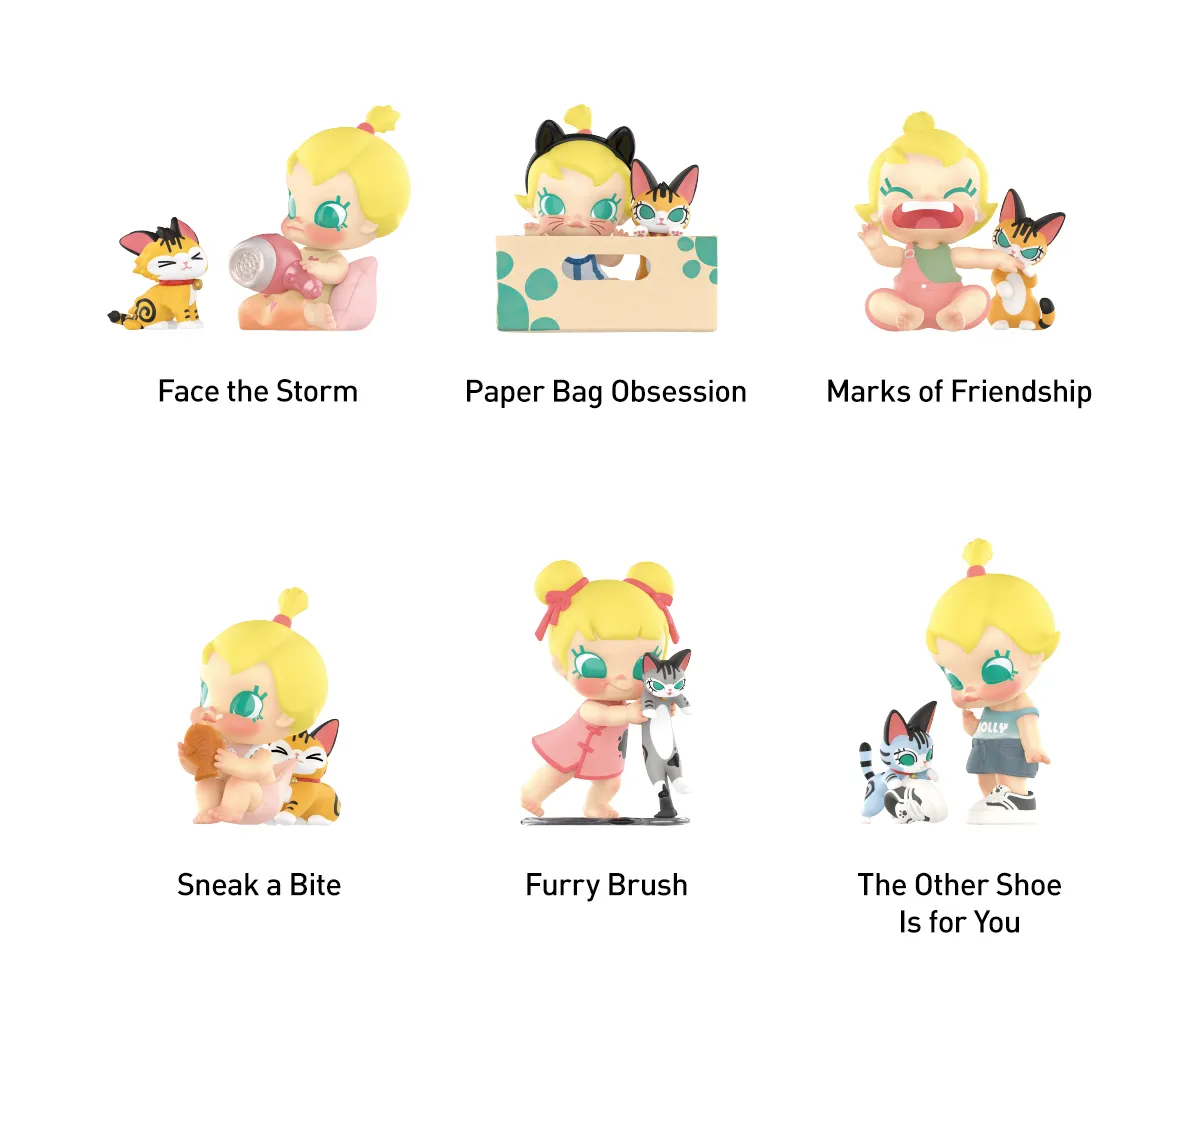 Face the Storm
Paper Bag Obsession
Marks of Friendship
JOLLY
Sneak a Bite
Furry Brush
The Other Shoe
Is for You